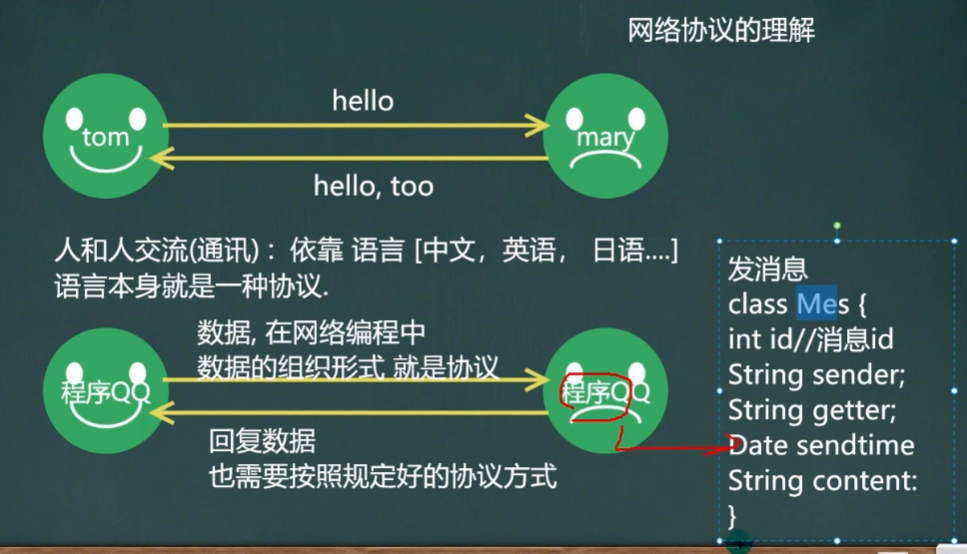 网络协议的理解
hello
tom
mary
hello, too
人和人交流(通讯) : 依靠 语言 [中文，英语， 日语....]
语言本身就是一种协议.
数据, 在网络编程中
数据的组织形式 就是协议
程序QQ
程序QQ
回复数据
也需要按照规定好的协议方式
发消息
class Mes {
int id//消息id
String sender;
String getter;
Date sendtime
String content:
}